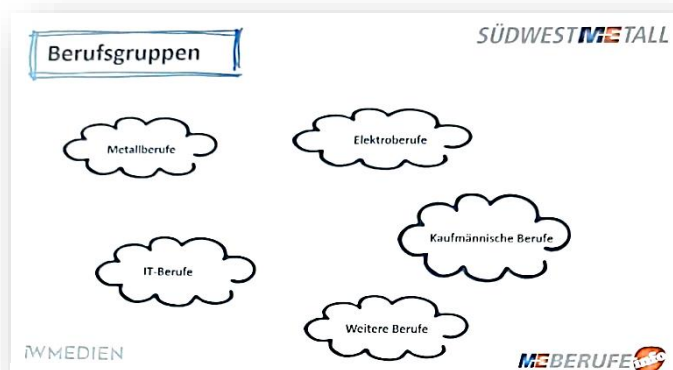 Berufsgruppen
SÜDWESTMETALL
Metallberufe
Elektroberufe
Kaufmännische Berufe
IT-Berufe
Weitere Berufe
IWMEDIEN
MEBERUFE info